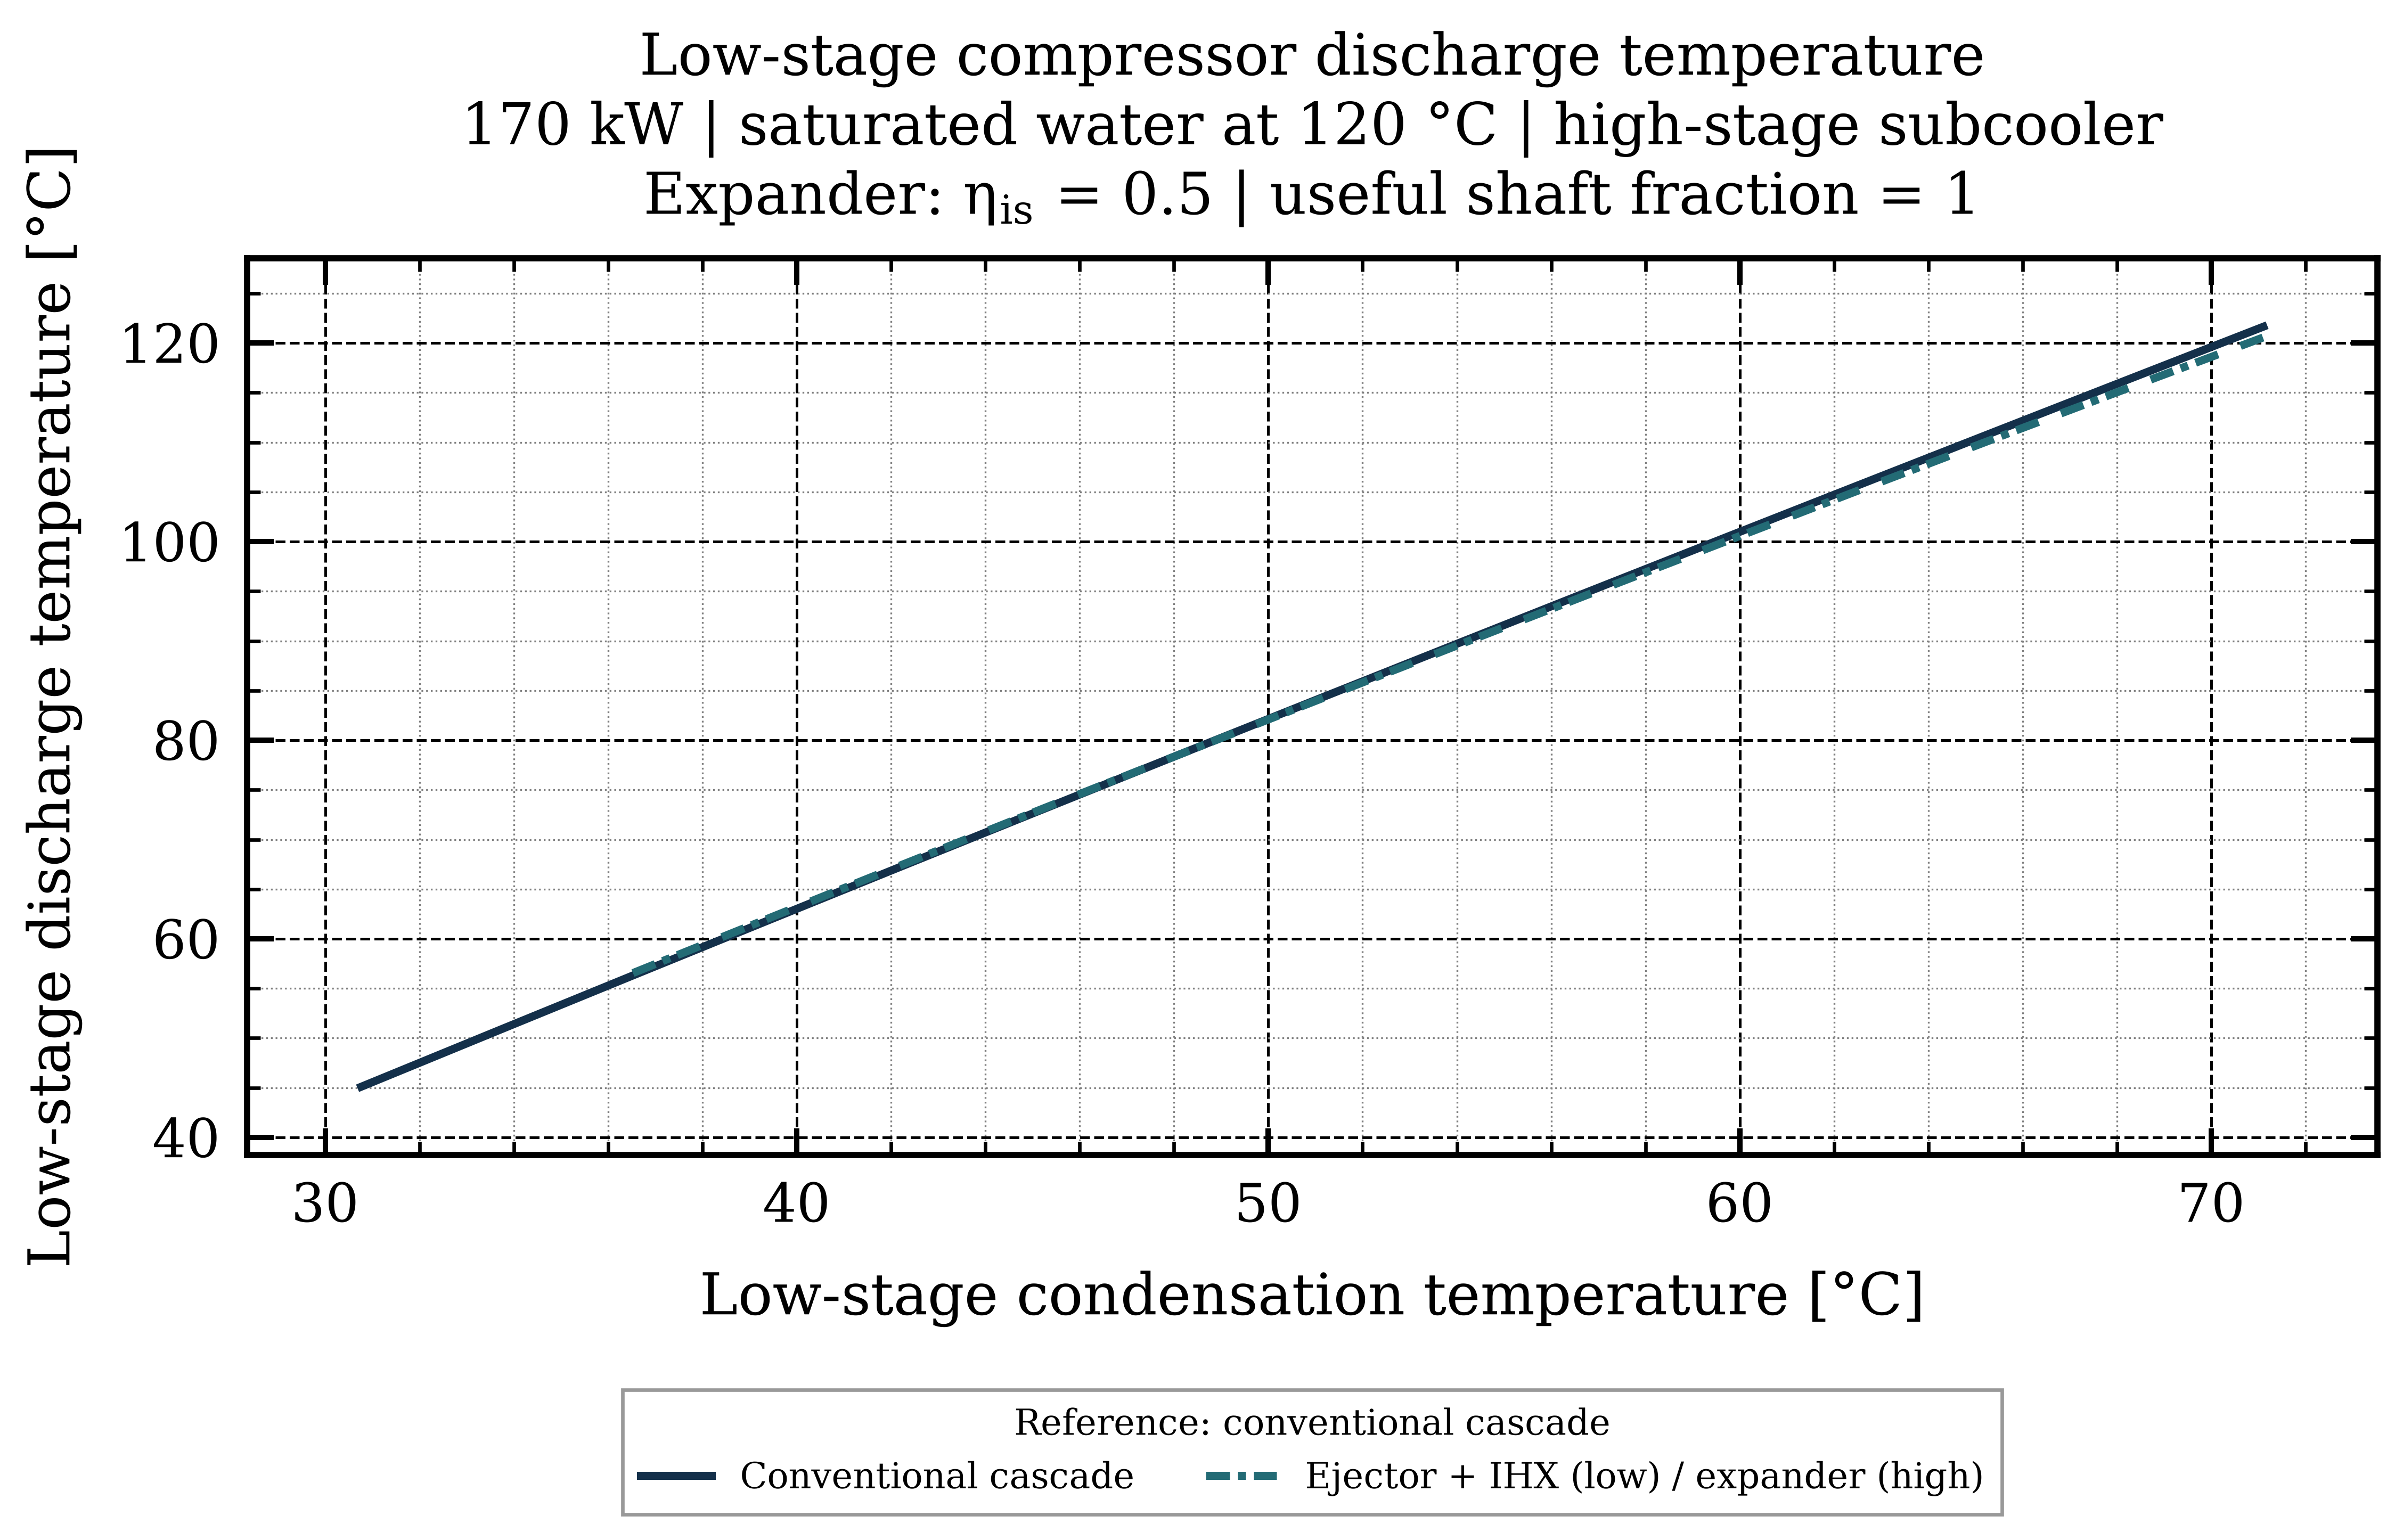 Low-stage compressor discharge temperature
170 kW | saturated water at 120 °C | high-stage subcooler
Expander: ηis = 0.5 | useful shaft fraction = 1
Low-stage discharge temperature [°C]
120
100
80
60
40
30 40 50 60 70
Low-stage condensation temperature [°C]
Reference: conventional cascade
Conventional cascade Ejector + IHX (low) / expander (high)